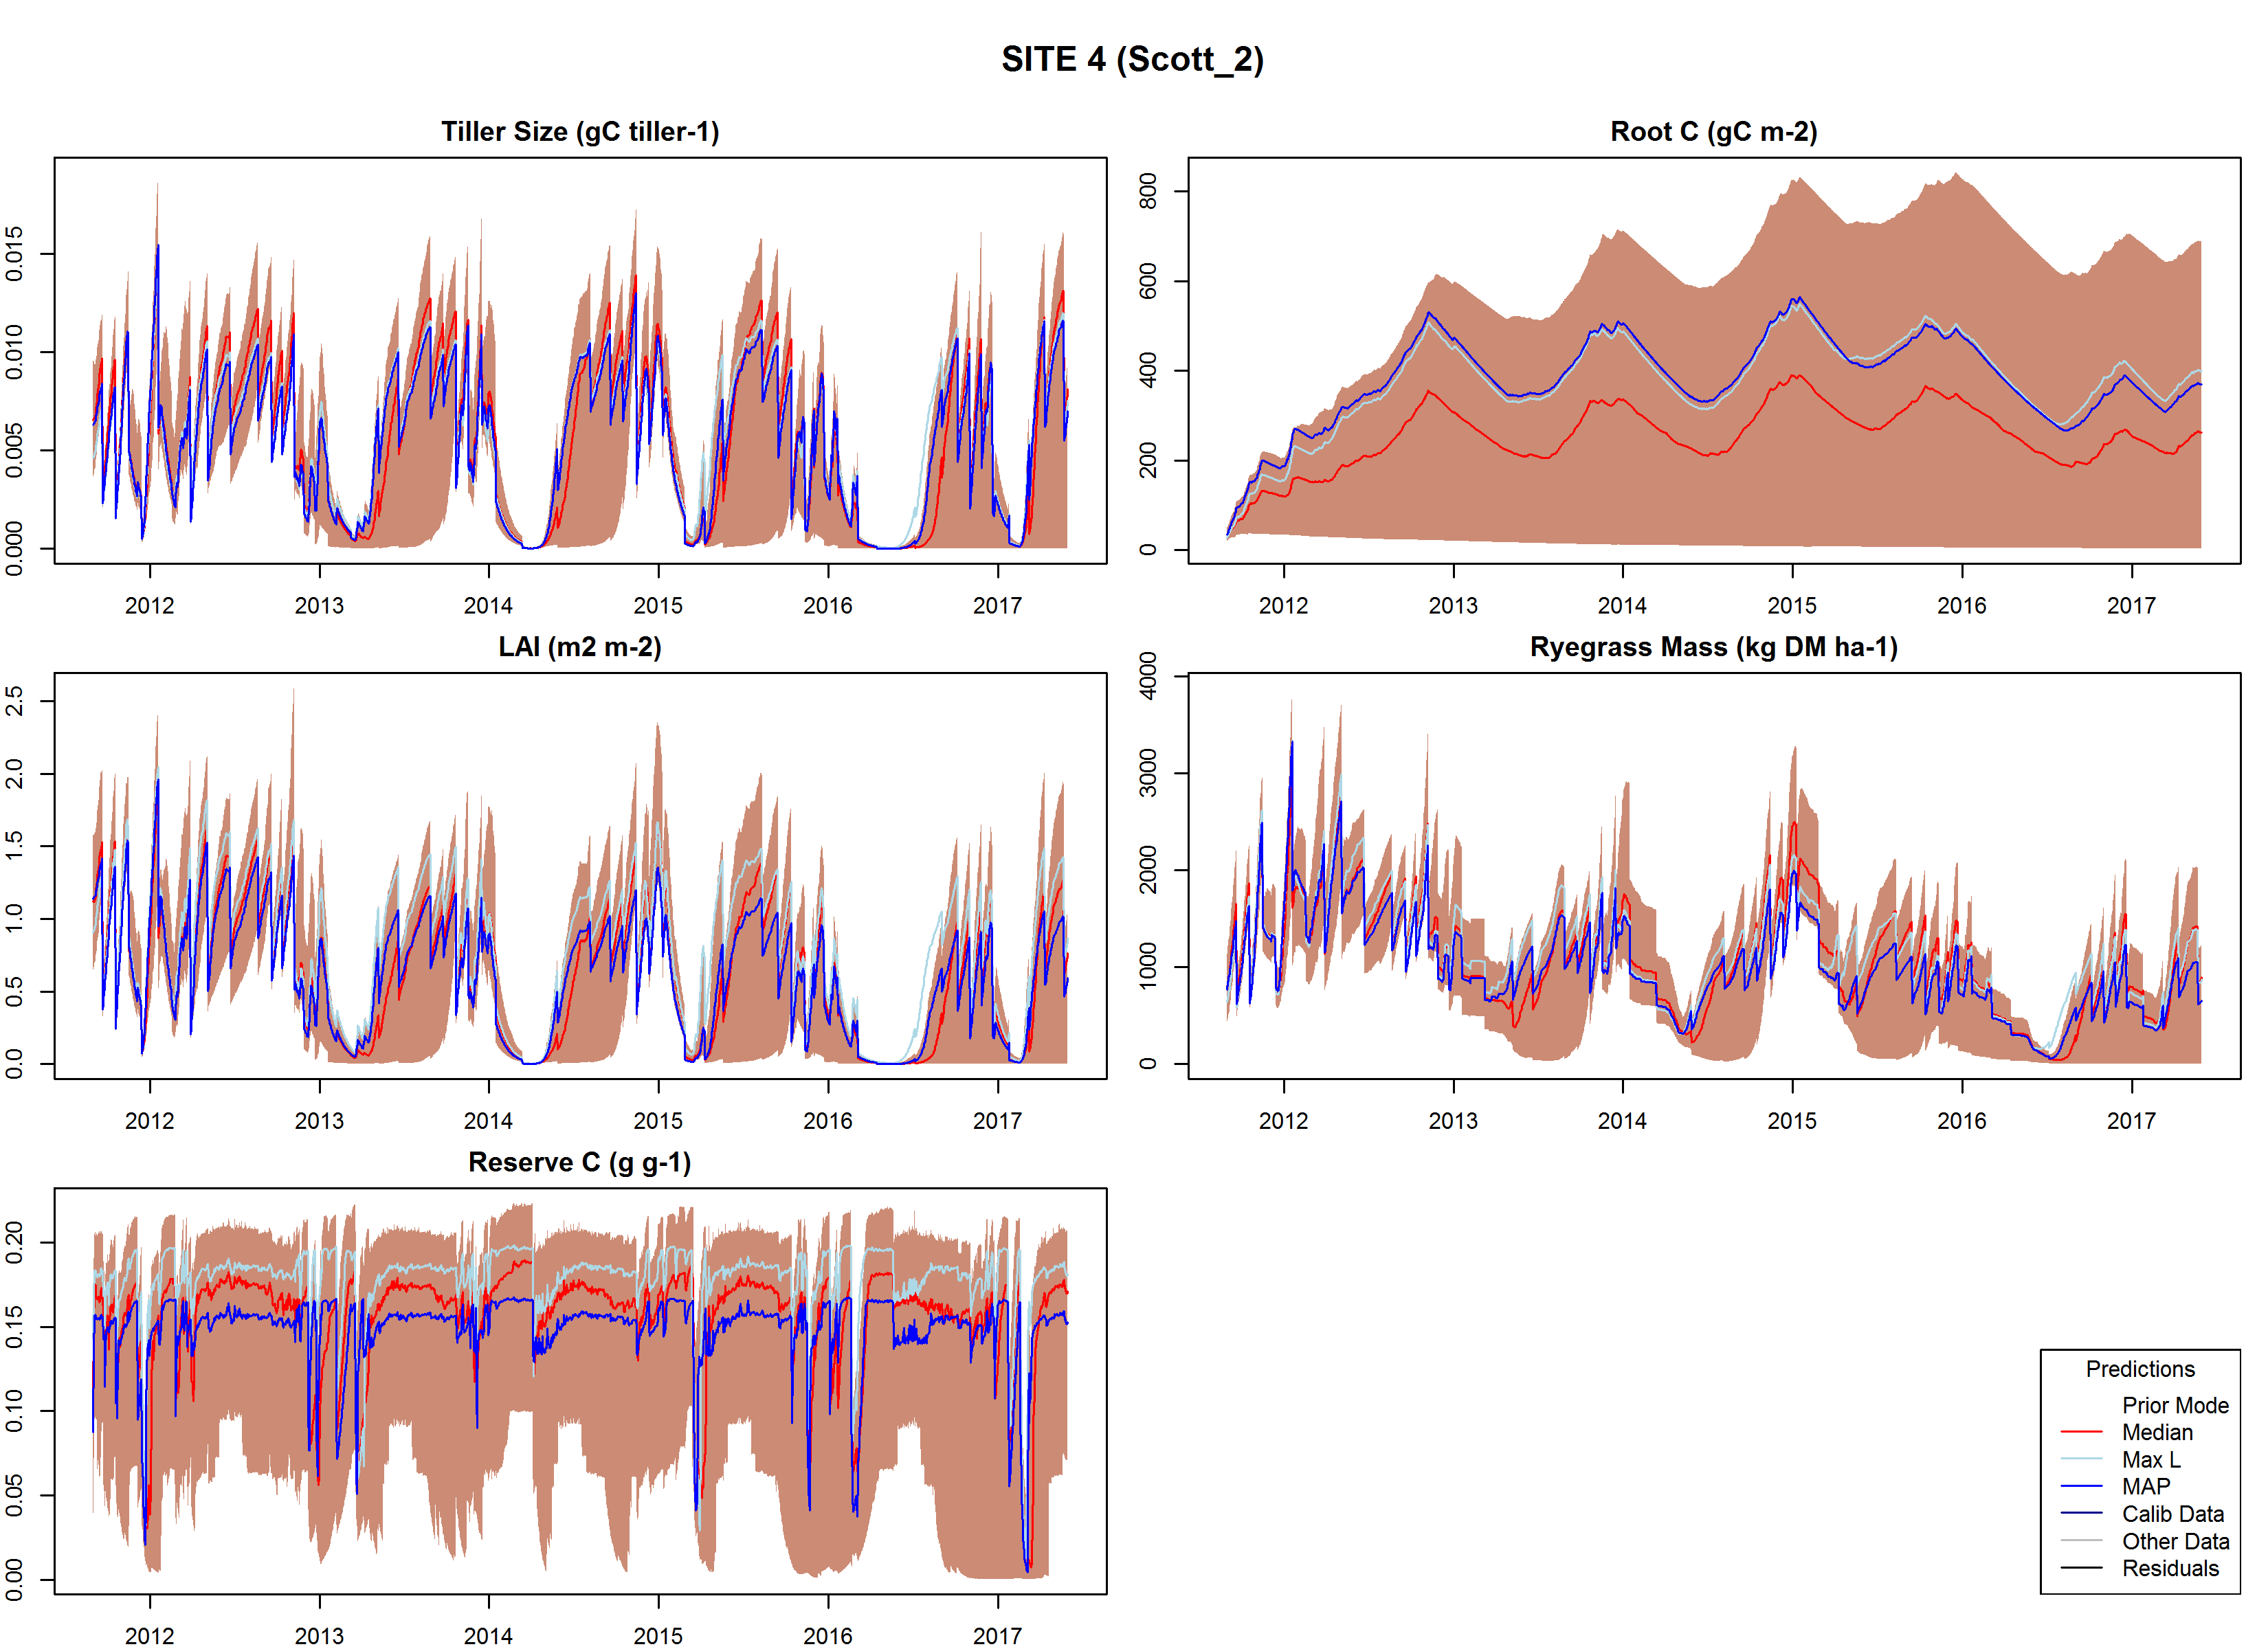 SITE 4 (Scott_2)
Tiller Size (gC tiller-1)
0.000 0.005 0.010 0.015
2012 2013 2014 2015 2016 2017
Root C (gC m-2)
0 200 400 600 800
2012 2013 2014 2015 2016 2017
LAI (m2 m-2)
0.0 0.5 1.0 1.5 2.0 2.5
2012 2013 2014 2015 2016 2017
Ryegrass Mass (kg DM ha-1)
0 1000 2000 3000 4000
2012 2013 2014 2015 2016 2017
Reserve C (g g-1)
0.00 0.05 0.10 0.15 0.20
2012 2013 2014 2015 2016 2017
Predictions
Prior Mode
Median
Max L
MAP
Calib Data
Other Data
Residuals